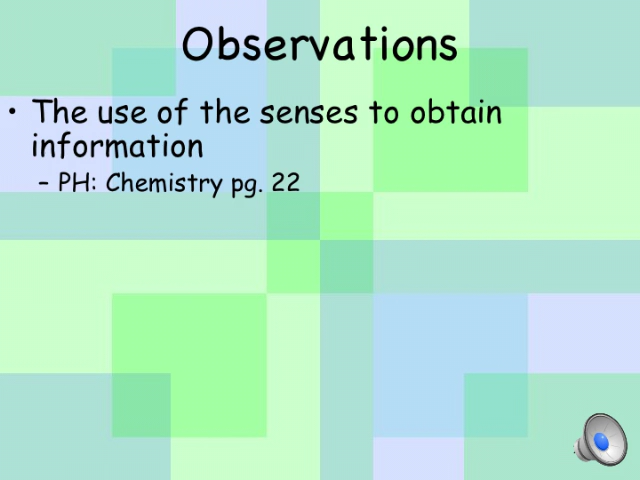 Observations
• The use of the senses to obtain
information
– PH: Chemistry pg. 22